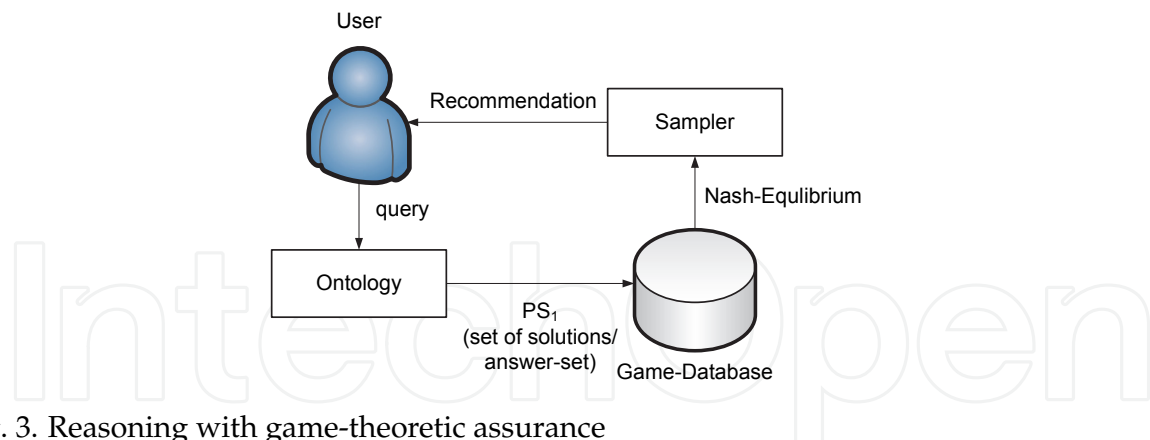 User
Recommendation
Sampler
Nash-Equlibrium
query
Ontology
PS₁
(set of solutions/
answer-set)
Game-Database
IntechOpen
. 3. Reasoning with game-theoretic assurance